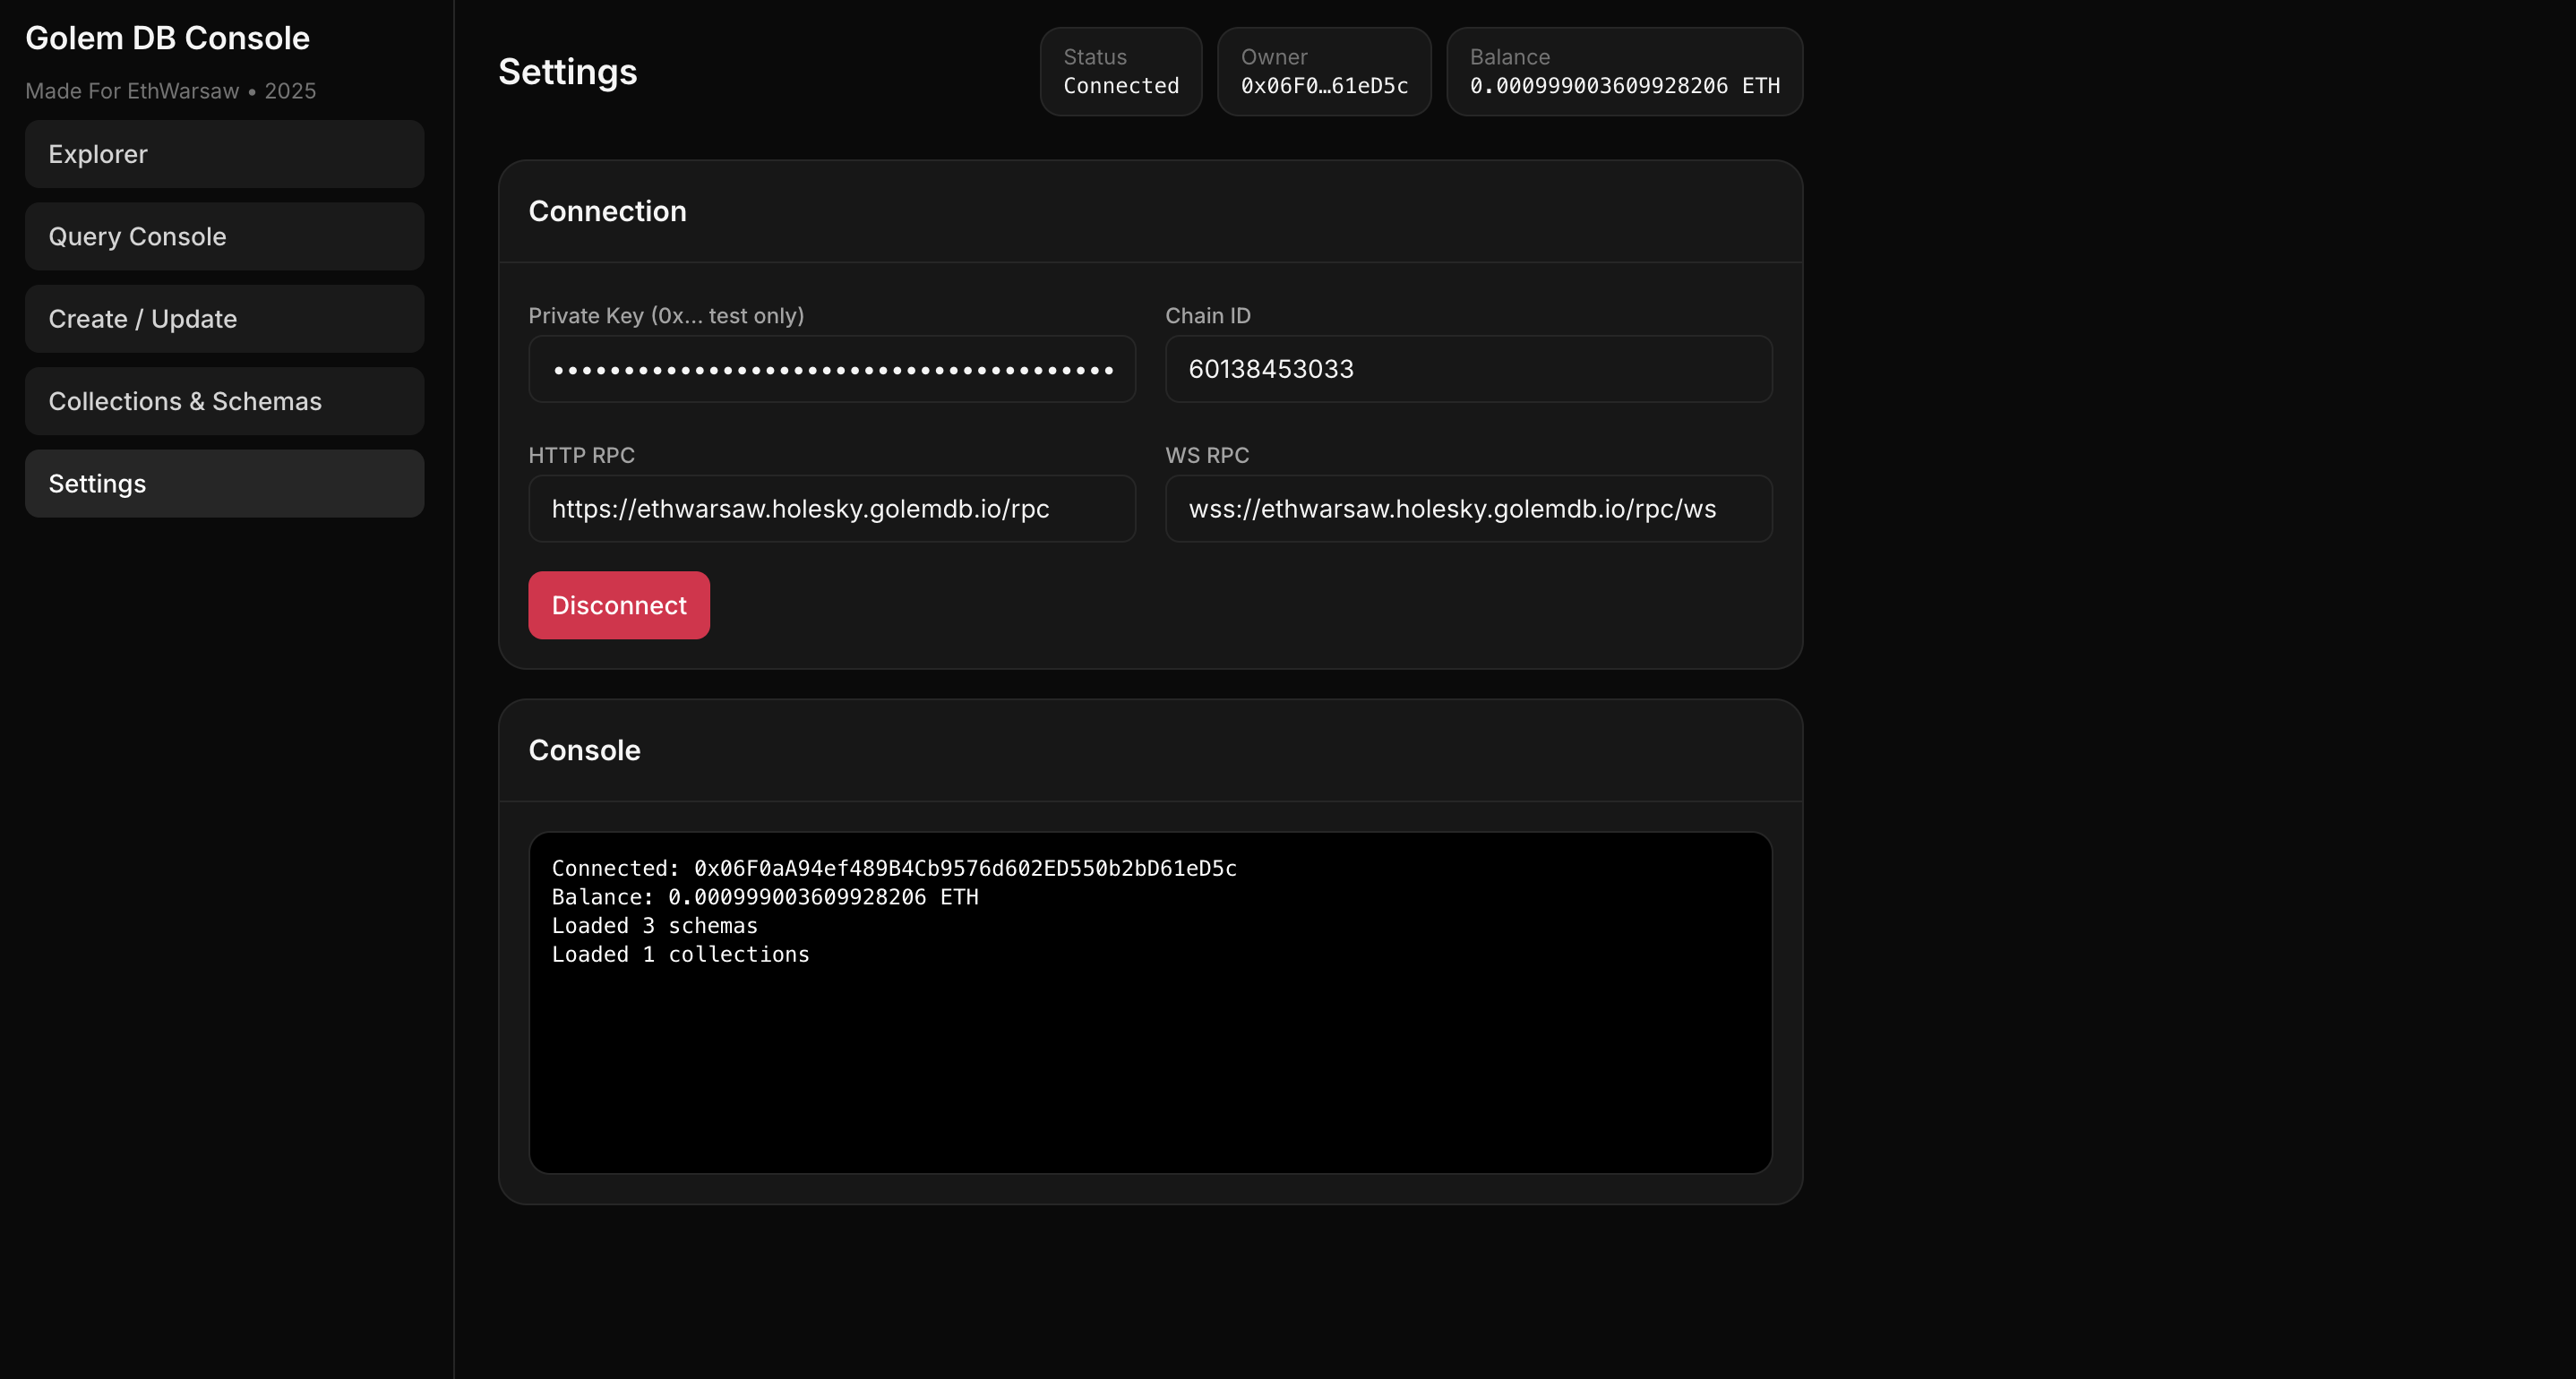 Golem DB Console
Made For EthWarsaw • 2025
Explorer
Query Console
Create / Update
Collections & Schemas
Settings
Settings
Status
Connected
Owner
0x06F0…61eD5c
Balance
0.000999003609928206 ETH
Connection
Private Key (0x... test only)
••••••••••••••••••••••••••••••••••••••••
Chain ID
60138453033
HTTP RPC
https://ethwarsaw.holesky.golemdb.io/rpc
WS RPC
wss://ethwarsaw.holesky.golemdb.io/rpc/ws
Disconnect
Console
Connected: 0x06F0aA94ef489B4Cb9576d602ED550b2bD61eD5c
Balance: 0.000999003609928206 ETH
Loaded 3 schemas
Loaded 1 collections